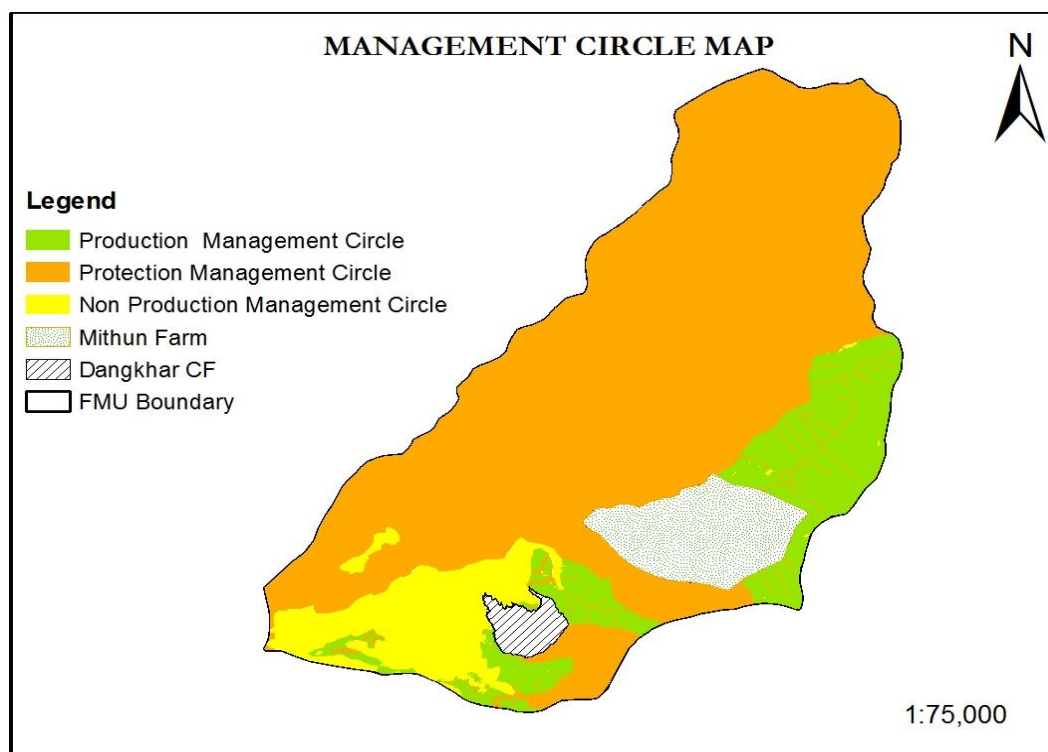 MANAGEMENT CIRCLE MAP
N
Legend
Production Management Circle
Protection Management Circle
Non Production Management Circle
Mithun Farm
Dangkhar CF
FMU Boundary
1:75,000